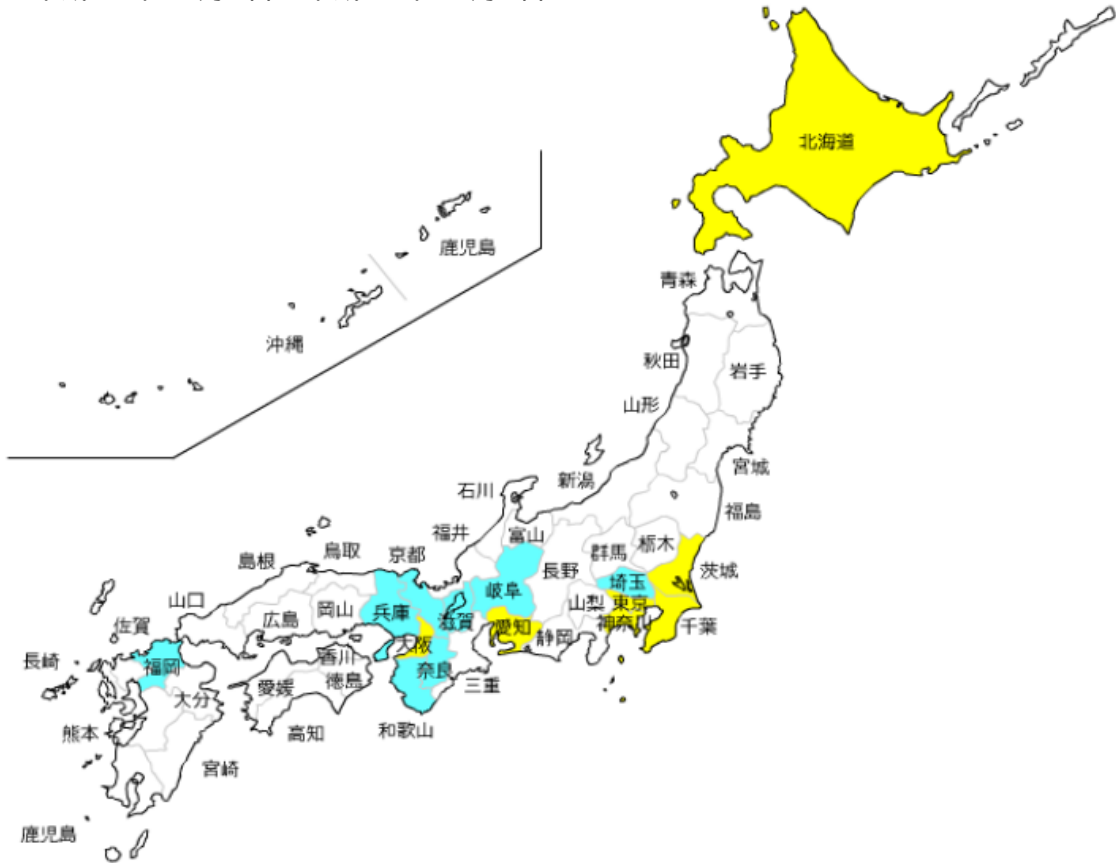 北海道
鹿児島
沖縄
青森
秋田
岩手
山形
宮城
新潟
石川
福島
福井
富山
群馬
栃木
茨城
長野
埼玉
山梨
東京
神奈川
千葉
岐阜
愛知
静岡
島根
鳥取
京都
山口
広島
岡山
兵庫
滋賀
大阪
奈良
三重
和歌山
香川
徳島
愛媛
高知
佐賀
福岡
長崎
大分
熊本
宮崎
鹿児島